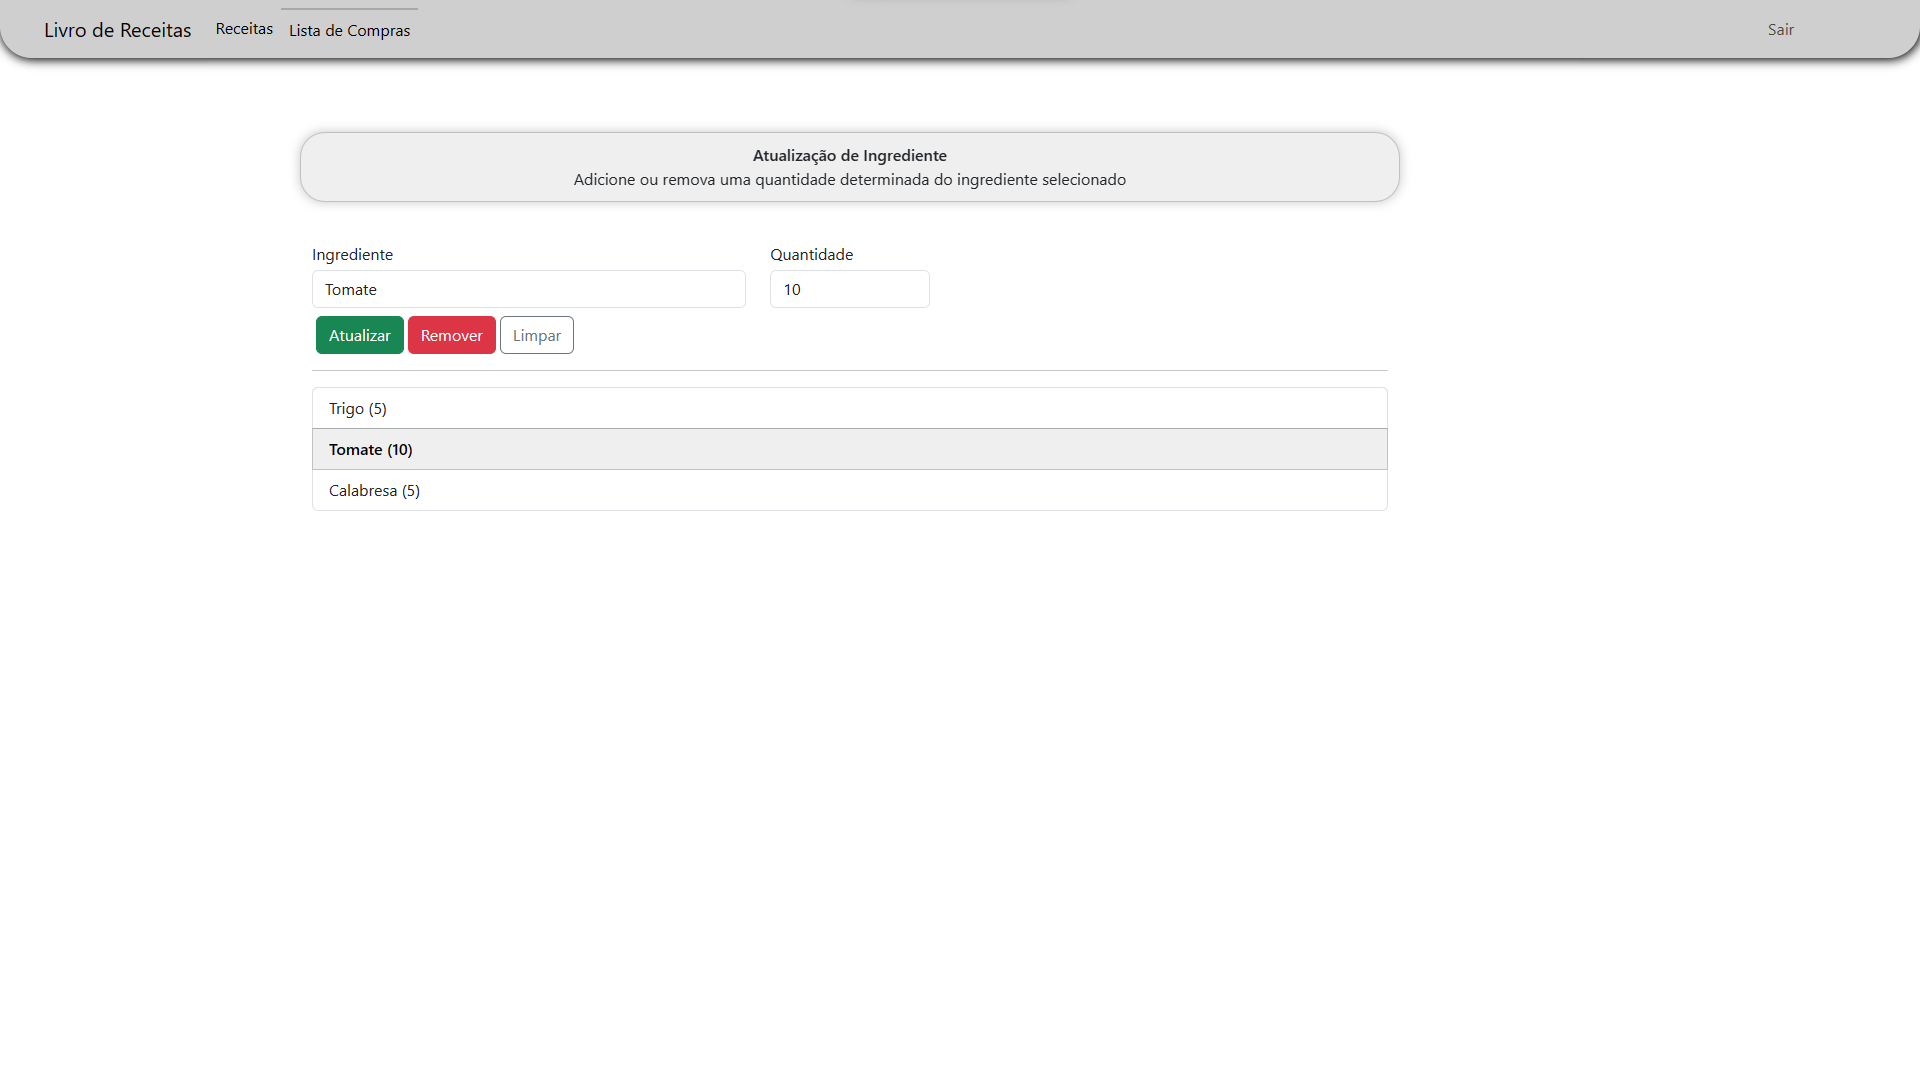 Livro de Receitas Receitas Lista de Compras Sair
Atualização de Ingrediente
Adicione ou remova uma quantidade determinada do ingrediente selecionado
Ingrediente Quantidade
Tomate 10
Atualizar Remover Limpar
Trigo (5)
Tomate (10)
Calabresa (5)